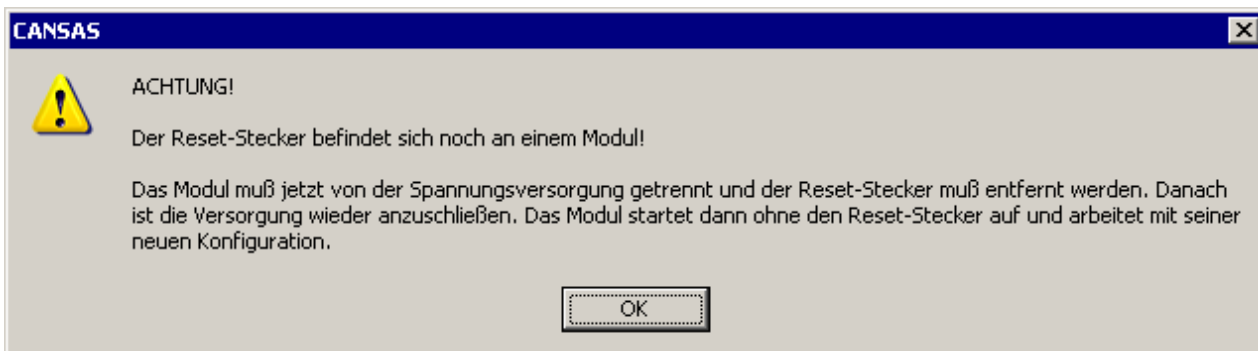 CANSAS
ACHTUNG!
Der Reset-Stecker befindet sich noch an einem Modul!
Das Modul muß jetzt von der Spannungsversorgung getrennt und der Reset-Stecker muß entfernt werden. Danach
ist die Versorgung wieder anzuschließen. Das Modul startet dann ohne den Reset-Stecker auf und arbeitet mit seiner
neuen Konfiguration.
OK